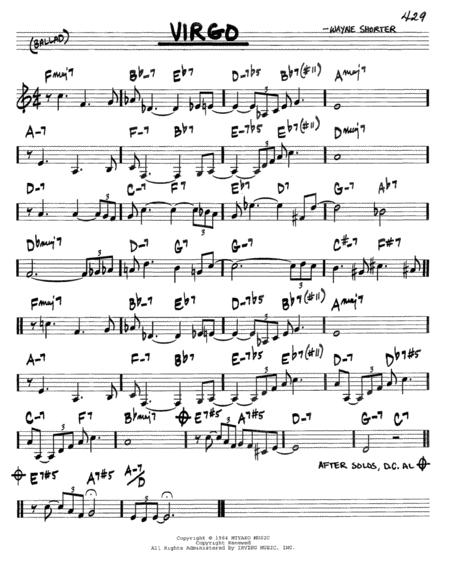 429
(BALLAD) VIRGO -WAYNE SHORTER
Fmaj7 Bb-7 Eb7 D-7b5 Bb7(#11) Amaj7
A-7 F-7 Bb7 E-7b5 Eb7(#11) Dmaj7
D-7 C-7 F7 Bb-7 Eb7 D-7 G-7 Ab7
Dbmaj7 D-7 G7 G-7 C#-7 F#7
Fmaj7 Bb-7 Eb7 D-7b5 Bb7(#11) Amaj7
A-7 F-7 Bb7 E-7b5 Eb7(#11) D-7 Db7#5
C-7 F7 Bbmaj7 E7#5 A7#5 D-7 G-7 C7
AFTER SOLOS, D.C. AL
E7#5 A7#5 A-7/D
Copyright © 1964 MIYAKO MUSIC
Copyright Renewed
All Rights Administered by IRVING MUSIC, INC.